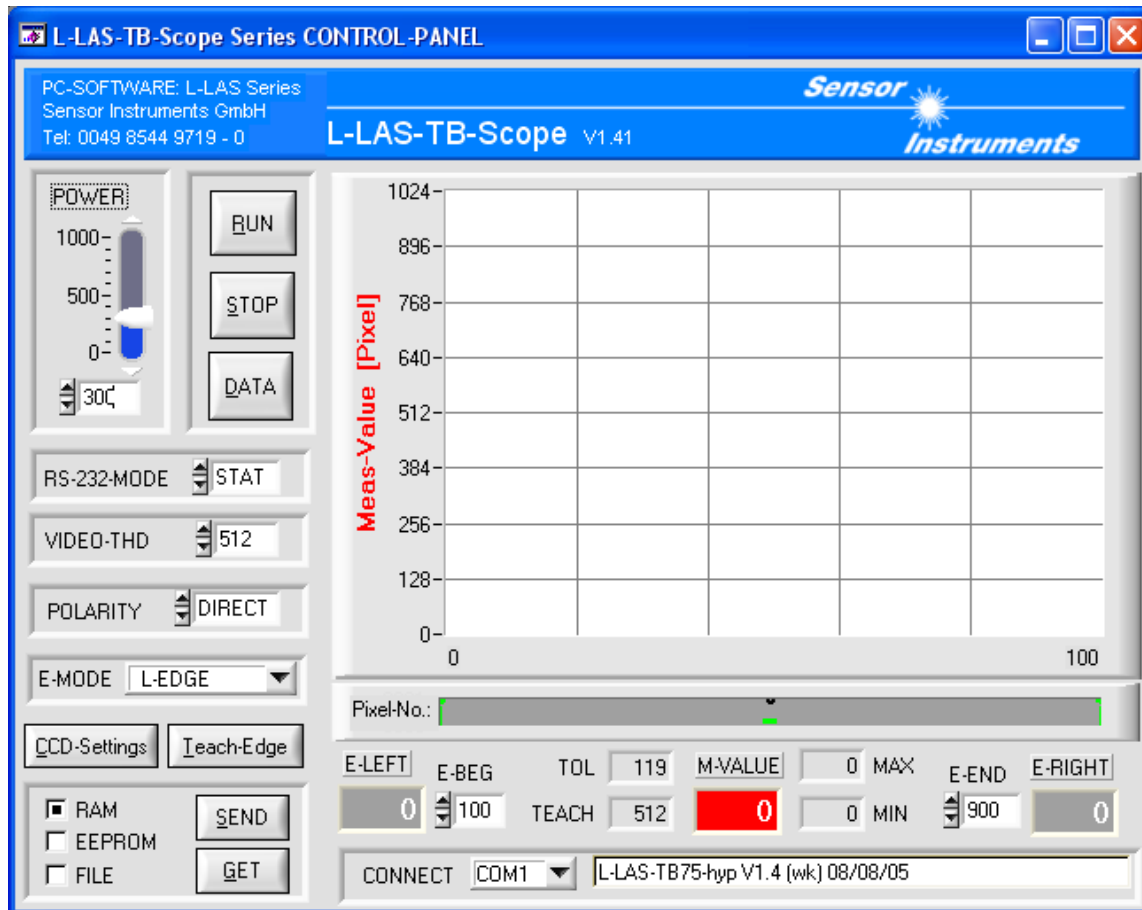 L-LAS-TB-Scope Series CONTROL-PANEL
PC-SOFTWARE: L-LAS Series
Sensor Instruments GmbH
Tel: 0049 8544 9719 - 0
L-LAS-TB-Scope V1.41
Sensor
Instruments
POWER
1000
500
0
300
RUN
STOP
DATA
RS-232-MODE STAT
VIDEO-THD 512
POLARITY DIRECT
E-MODE L-EDGE
CCD-Settings Teach-Edge
RAM
EEPROM
FILE
SEND
GET
Meas-Value [Pixel]
1024
896
768
640
512
384
256
128
0
0 100
Pixel-No.:
E-LEFT
0
E-BEG
100
TOL 119
TEACH 512
M-VALUE
0
0 MAX
0 MIN
E-END
900
E-RIGHT
0
CONNECT COM1 L-LAS-TB75-hyp V1.4 (wk) 08/08/05